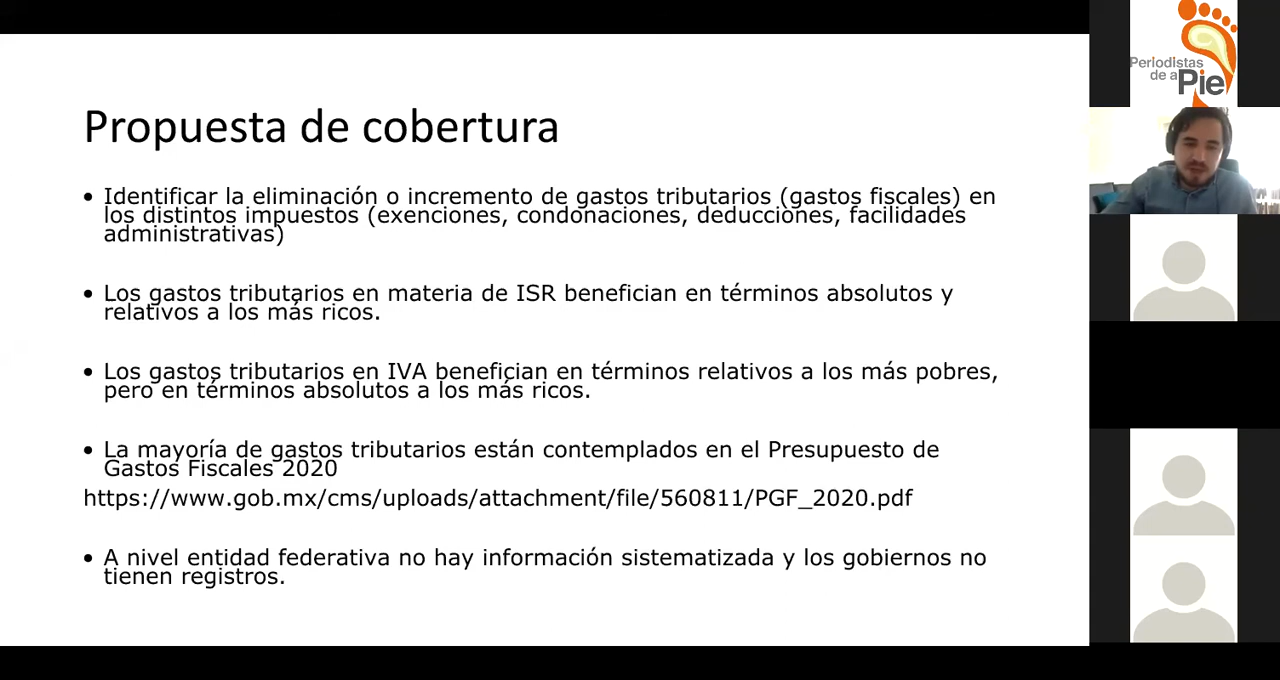 Propuesta de cobertura
• Identificar la eliminación o incremento de gastos tributarios (gastos fiscales) en
los distintos impuestos (exenciones, condonaciones, deducciones, facilidades
administrativas)
• Los gastos tributarios en materia de ISR benefician en términos absolutos y
relativos a los más ricos.
• Los gastos tributarios en IVA benefician en términos relativos a los más pobres,
pero en términos absolutos a los más ricos.
• La mayoría de gastos tributarios están contemplados en el Presupuesto de
Gastos Fiscales 2020
https://www.gob.mx/cms/uploads/attachment/file/560811/PGF_2020.pdf
• A nivel entidad federativa no hay información sistematizada y los gobiernos no
tienen registros.
Periodistas
de a Pie